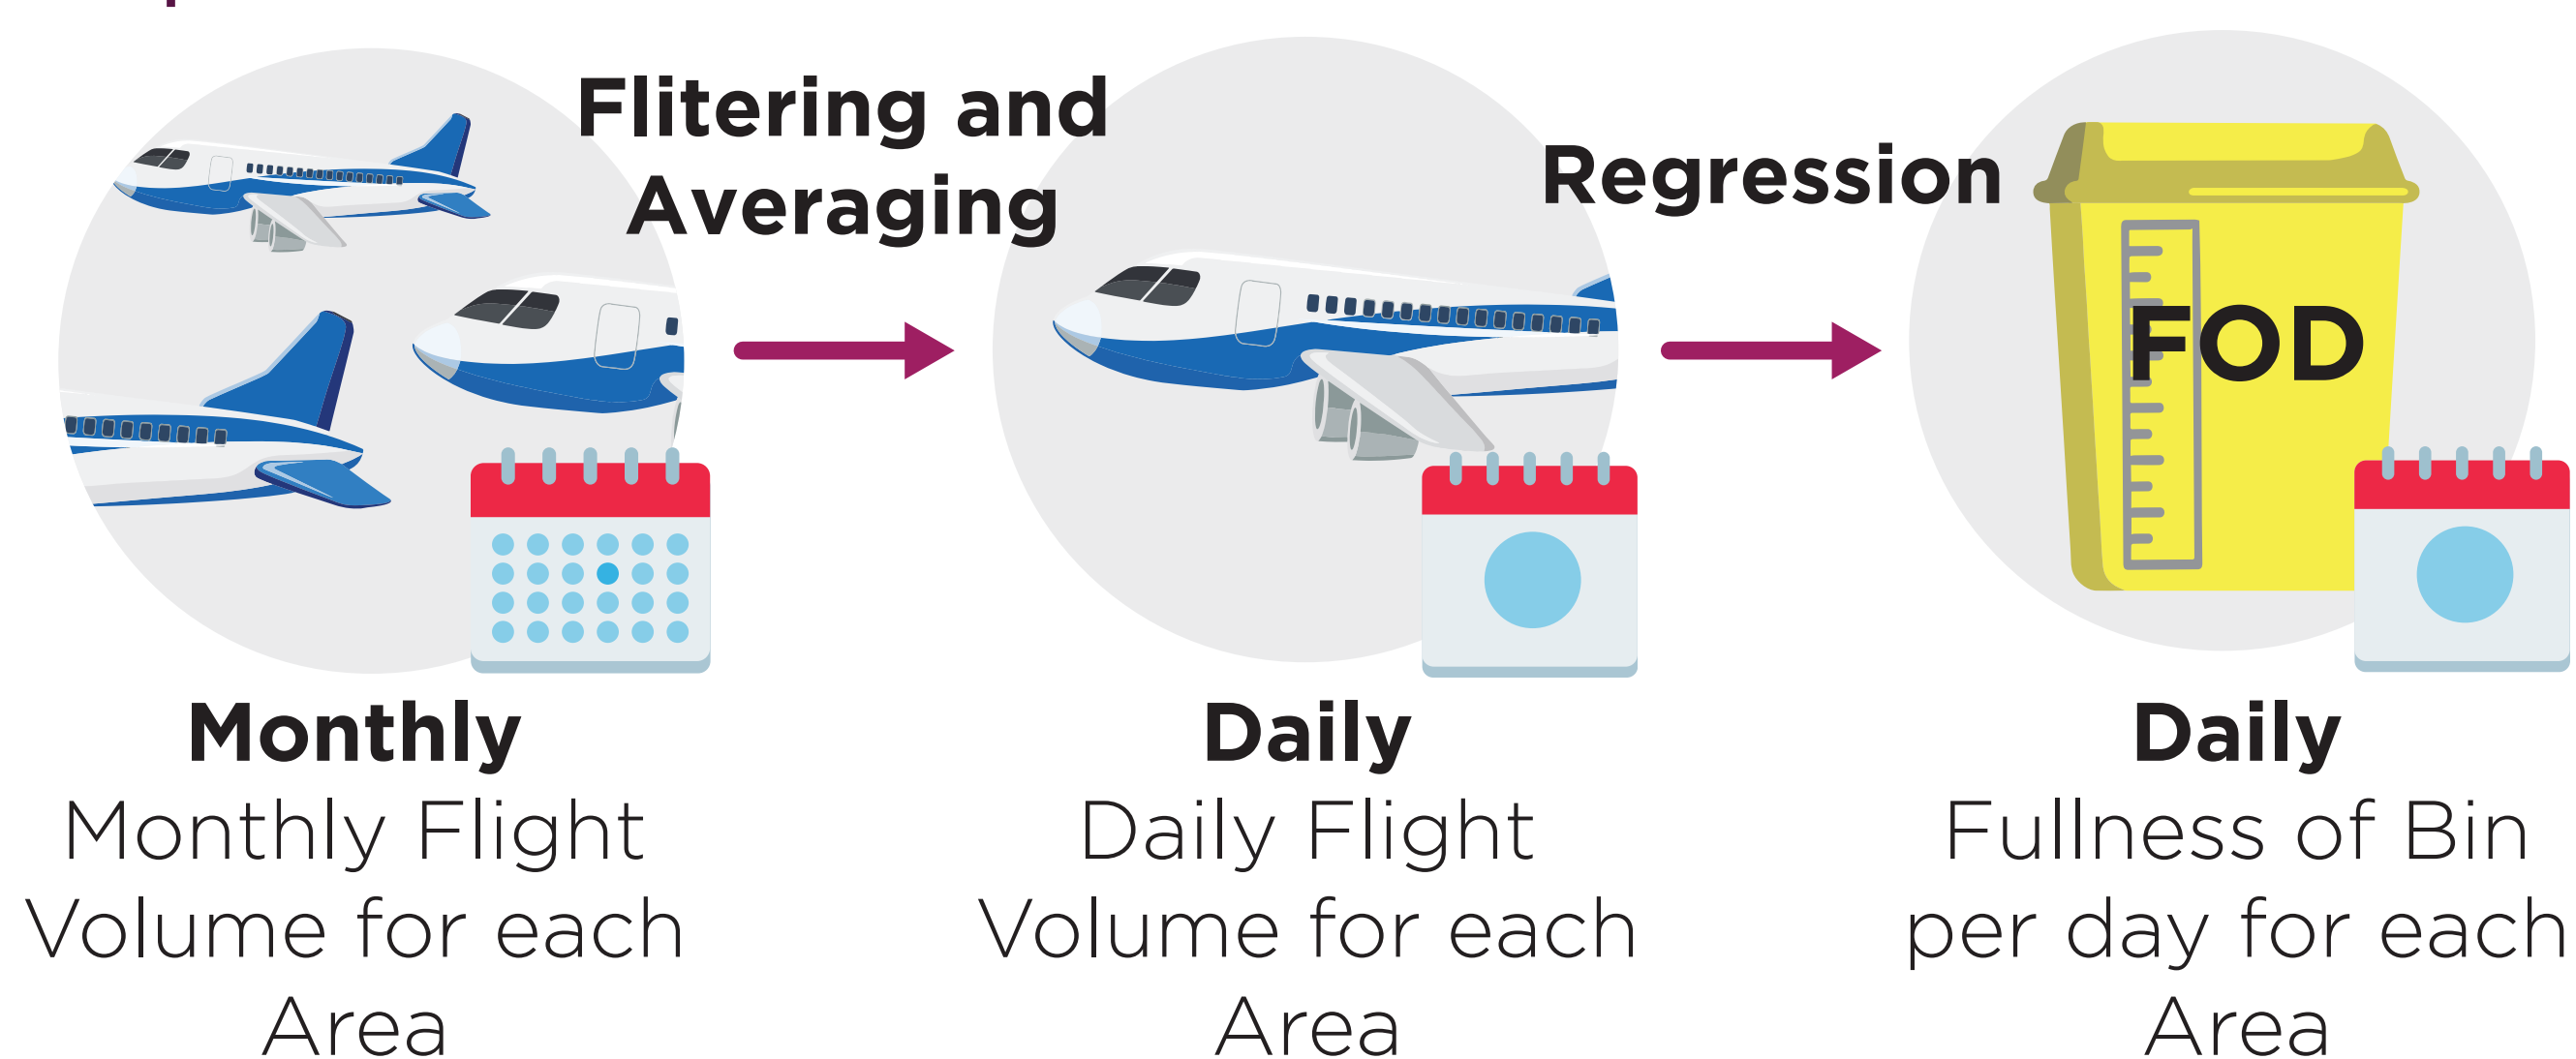 Flitering and
Averaging
Regression
FOD
Monthly
Monthly Flight
Volume for each
Area
Daily
Daily Flight
Volume for each
Area
Daily
Fullness of Bin
per day for each
Area